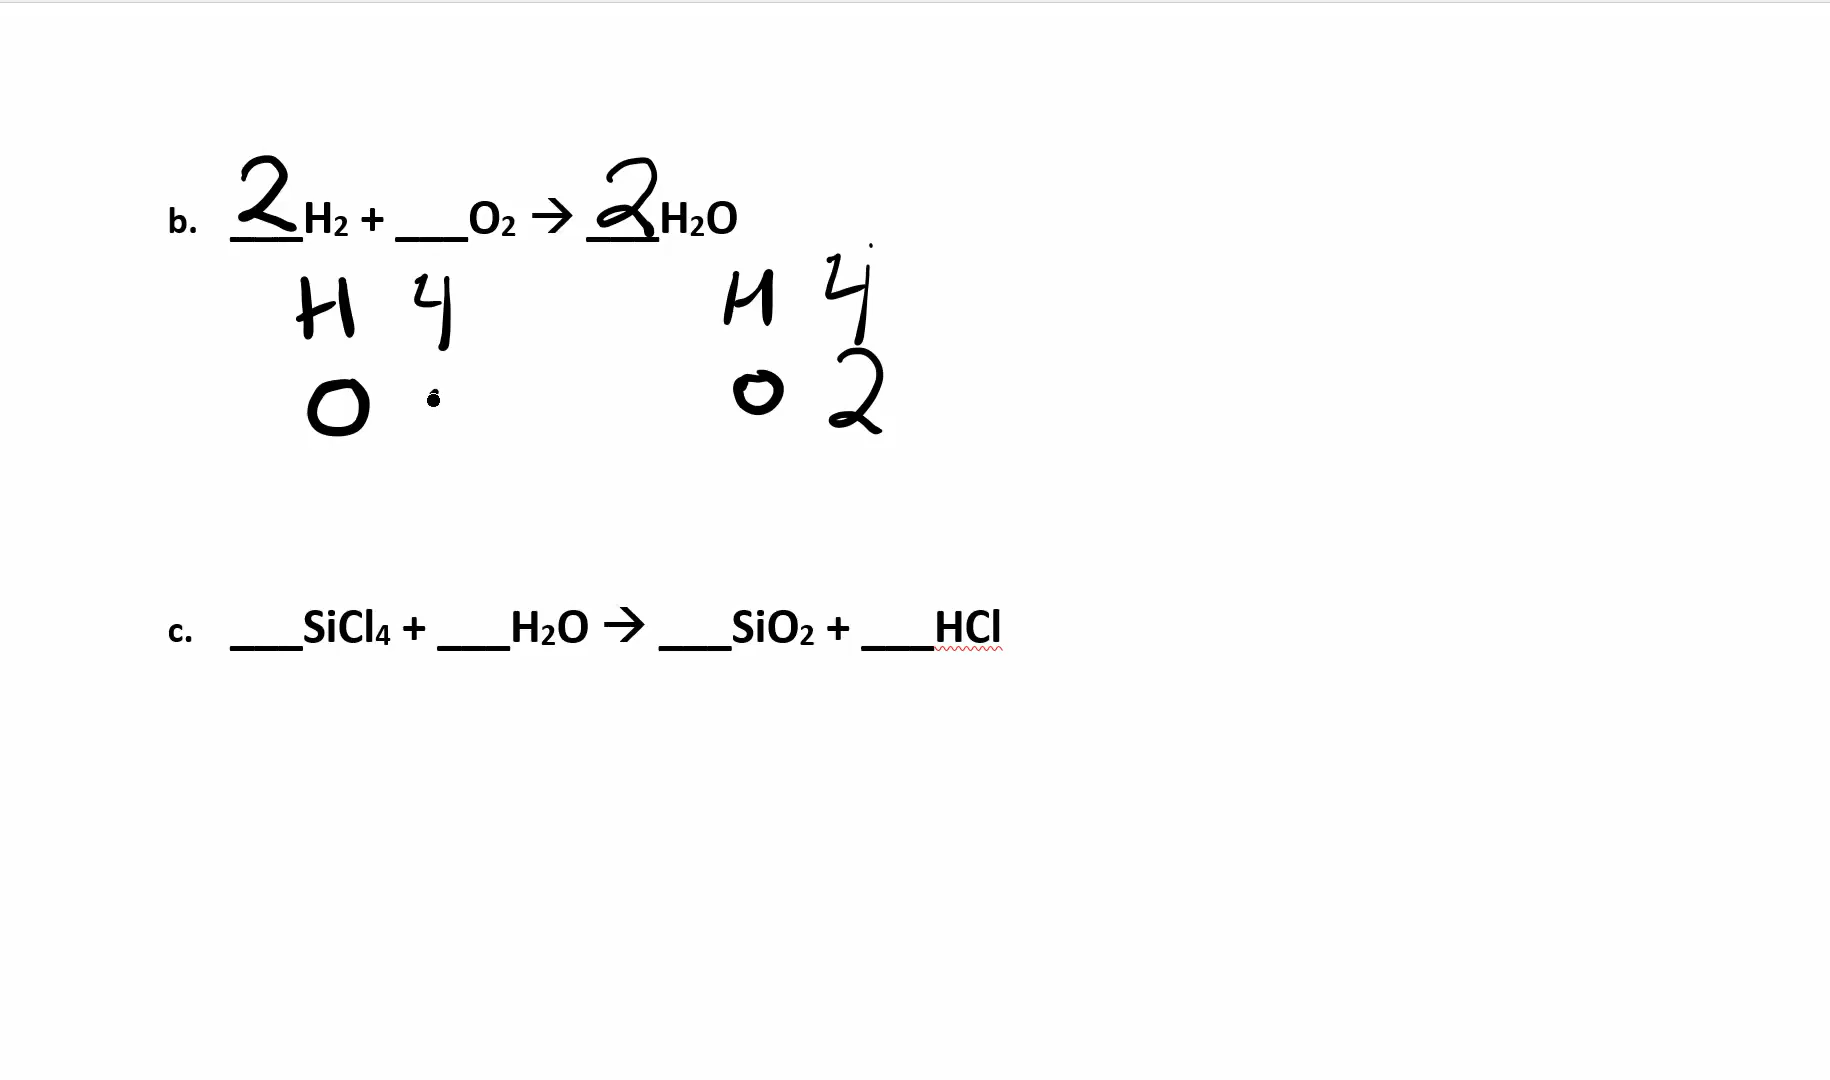 b. 2H₂ + ___O₂ → 2H₂O
H 4 H 4
O O 2
c. ___SiCl₄ + ___H₂O → ___SiO₂ + ___HCl